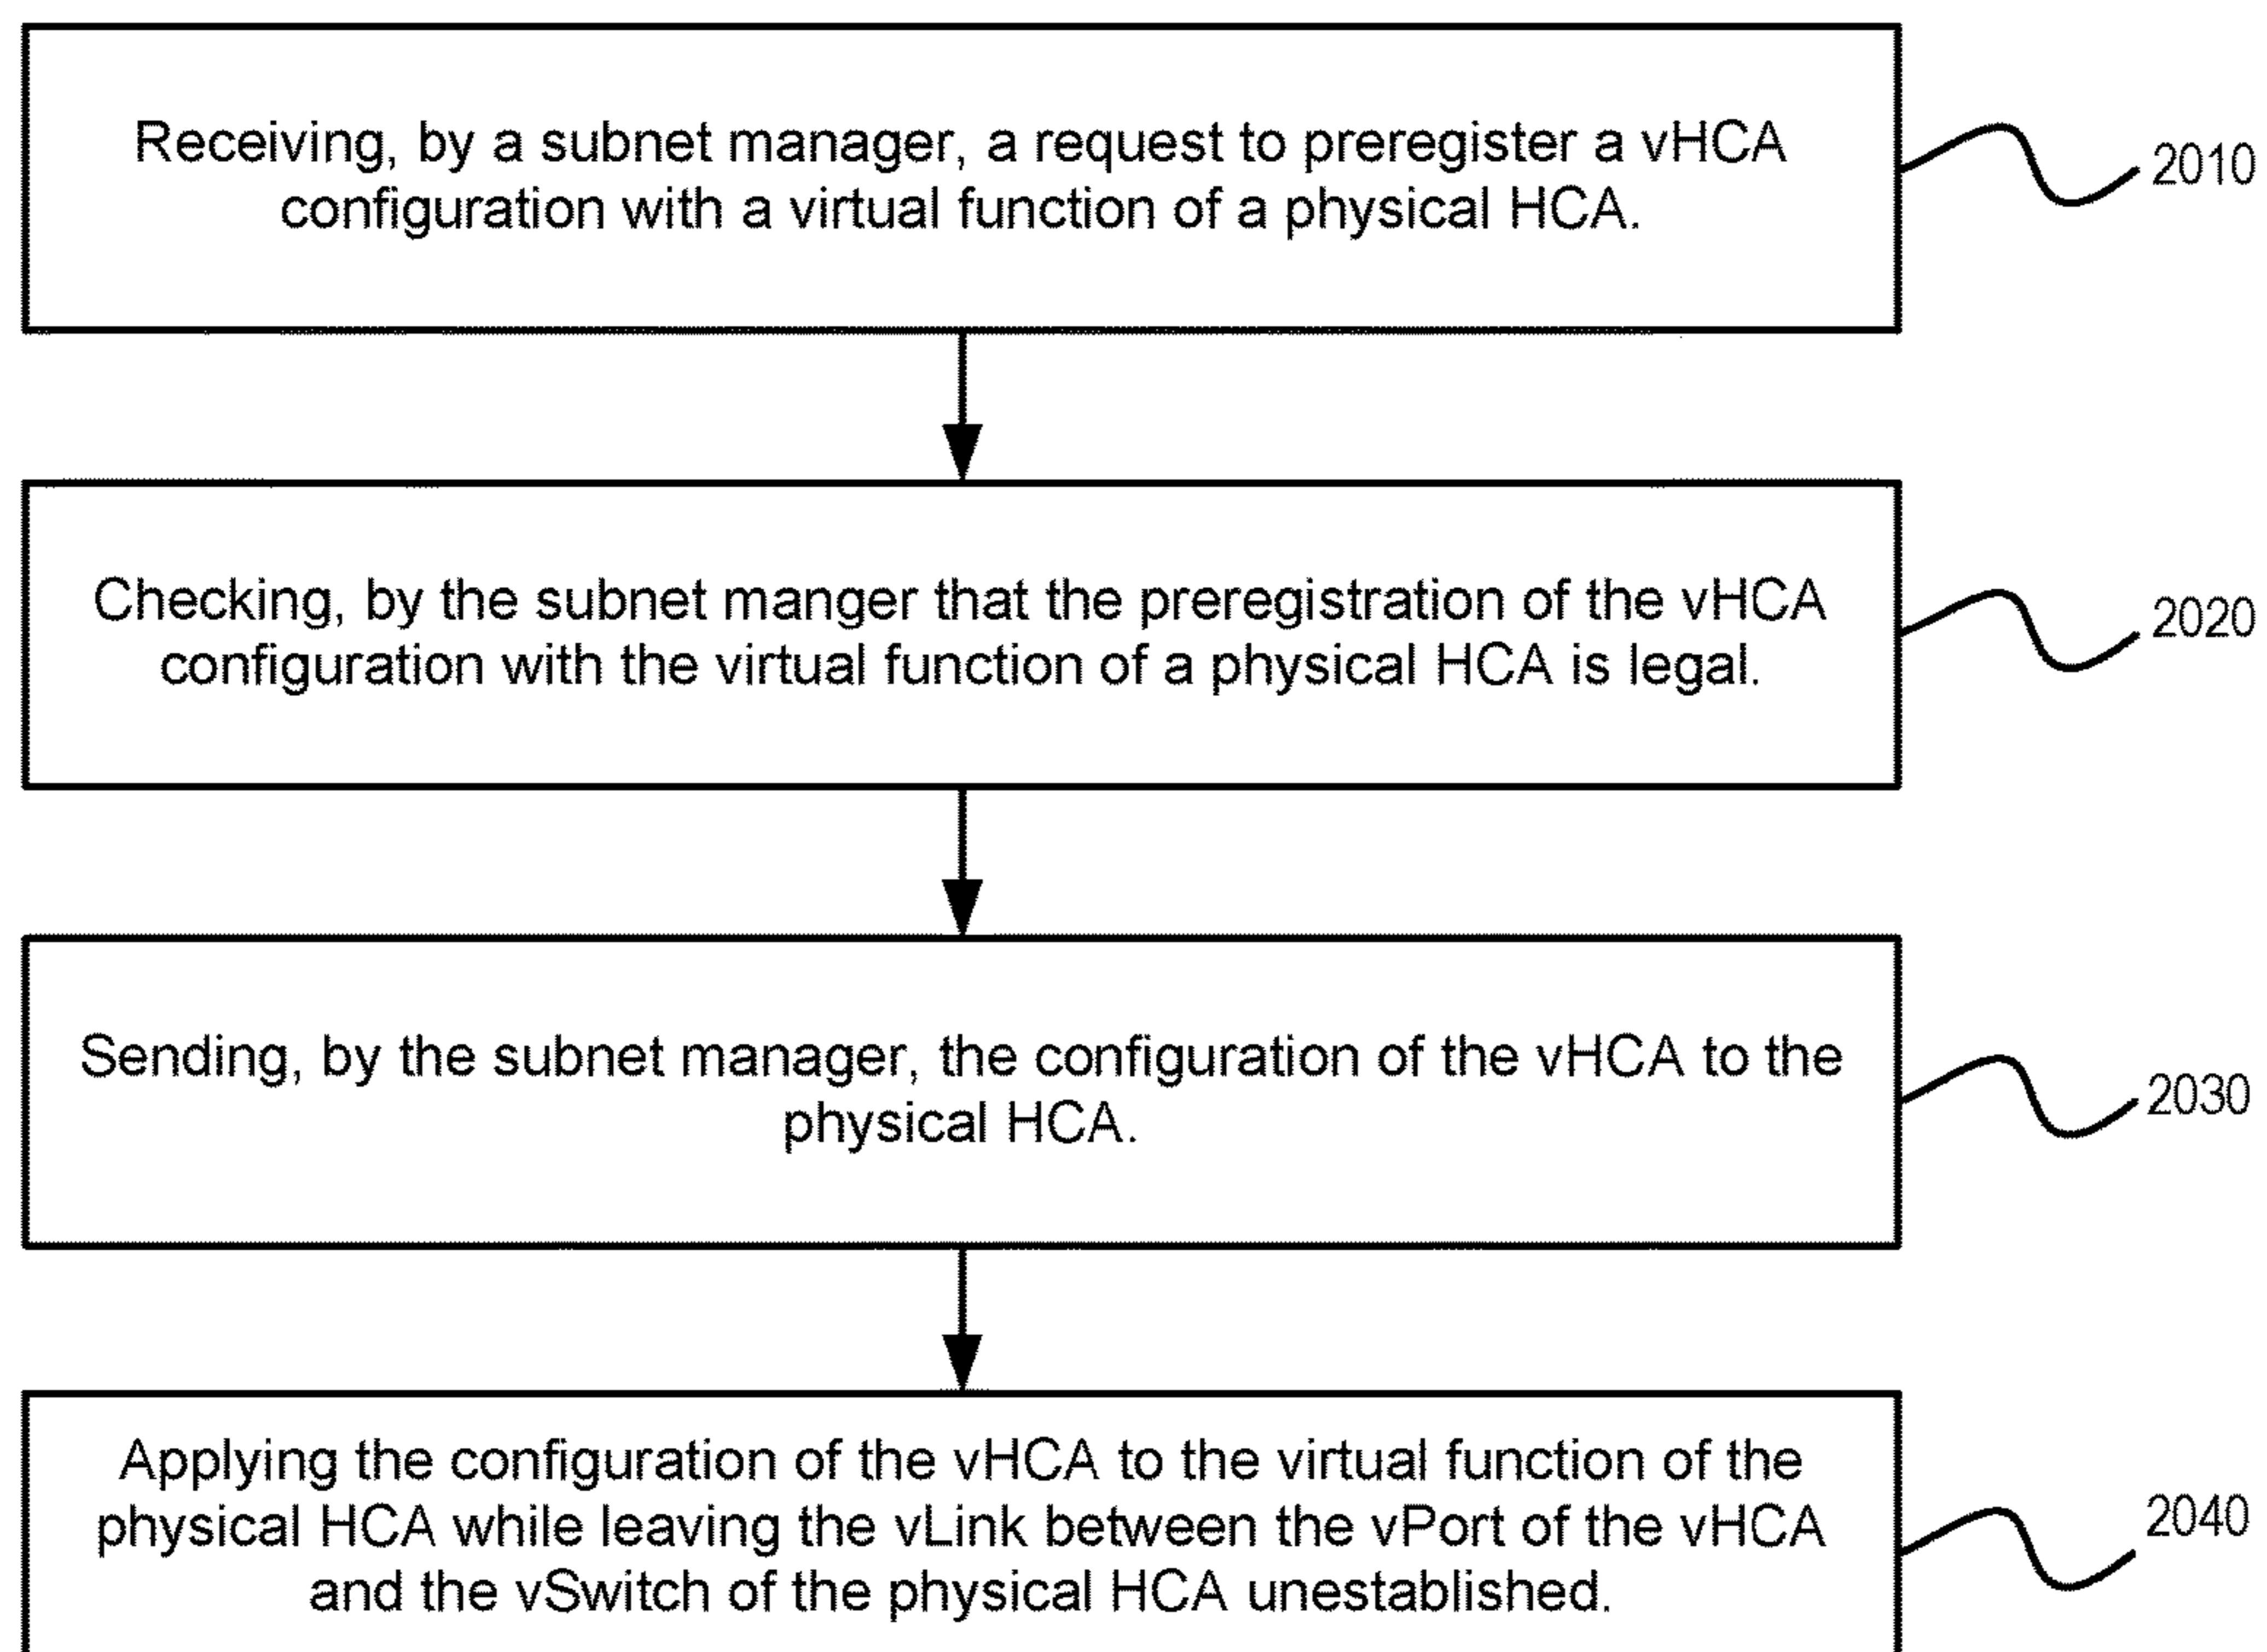 Receiving, by a subnet manager, a request to preregister a vHCA
configuration with a virtual function of a physical HCA.
2010
Checking, by the subnet manger that the preregistration of the vHCA
configuration with the virtual function of a physical HCA is legal.
2020
Sending, by the subnet manager, the configuration of the vHCA to the
physical HCA.
2030
Applying the configuration of the vHCA to the virtual function of the
physical HCA while leaving the vLink between the vPort of the vHCA
and the vSwitch of the physical HCA unestablished.
2040